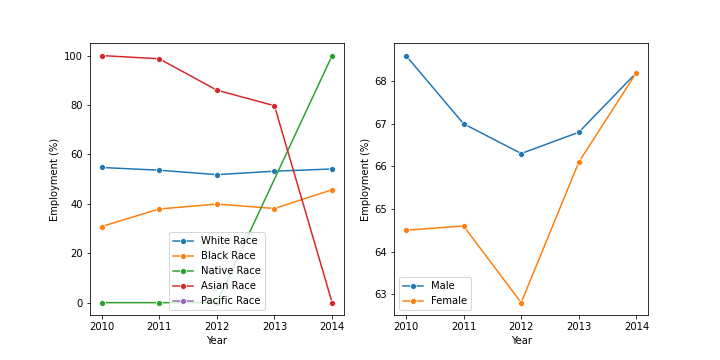 100
80
60
40
20
0
Employment (%)
White Race
Black Race
Native Race
Asian Race
Pacific Race
2010 2011 2012 2013 2014
Year
68
67
66
65
64
63
Employment (%)
Male
Female
2010 2011 2012 2013 2014
Year